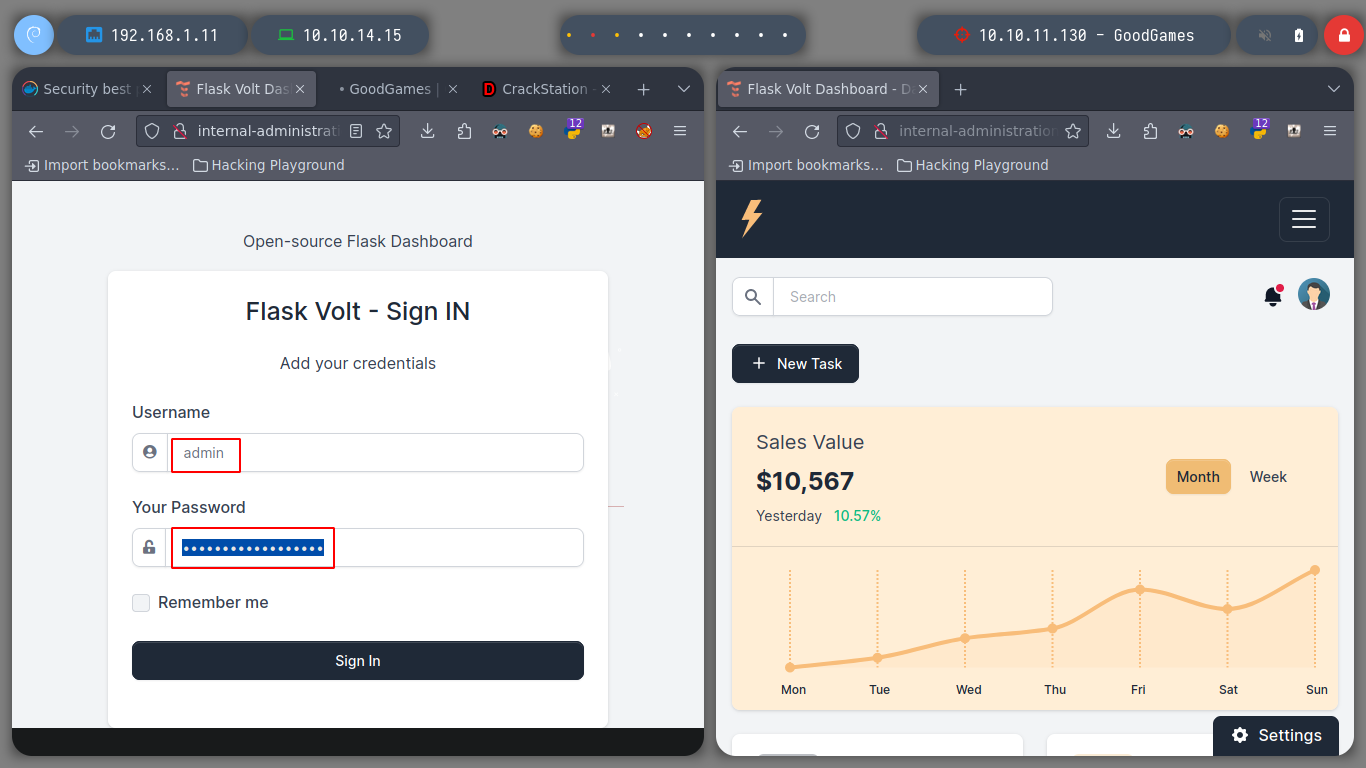 192.168.1.11
10.10.14.15
10.10.11.130 - GoodGames
Security best
Flask Volt Das
GoodGames |
CrackStation -
internal-administrati
12
Import bookmarks...
Hacking Playground
Open-source Flask Dashboard
Flask Volt - Sign IN
Add your credentials
Username
admin
Your Password
••••••••••••••••••
Remember me
Sign In
Flask Volt Dashboard - Da
internal-administration
12
Import bookmarks...
Hacking Playground
Search
New Task
Sales Value
$10,567
Month
Week
Yesterday 10.57%
Mon Tue Wed Thu Fri Sat Sun
Settings